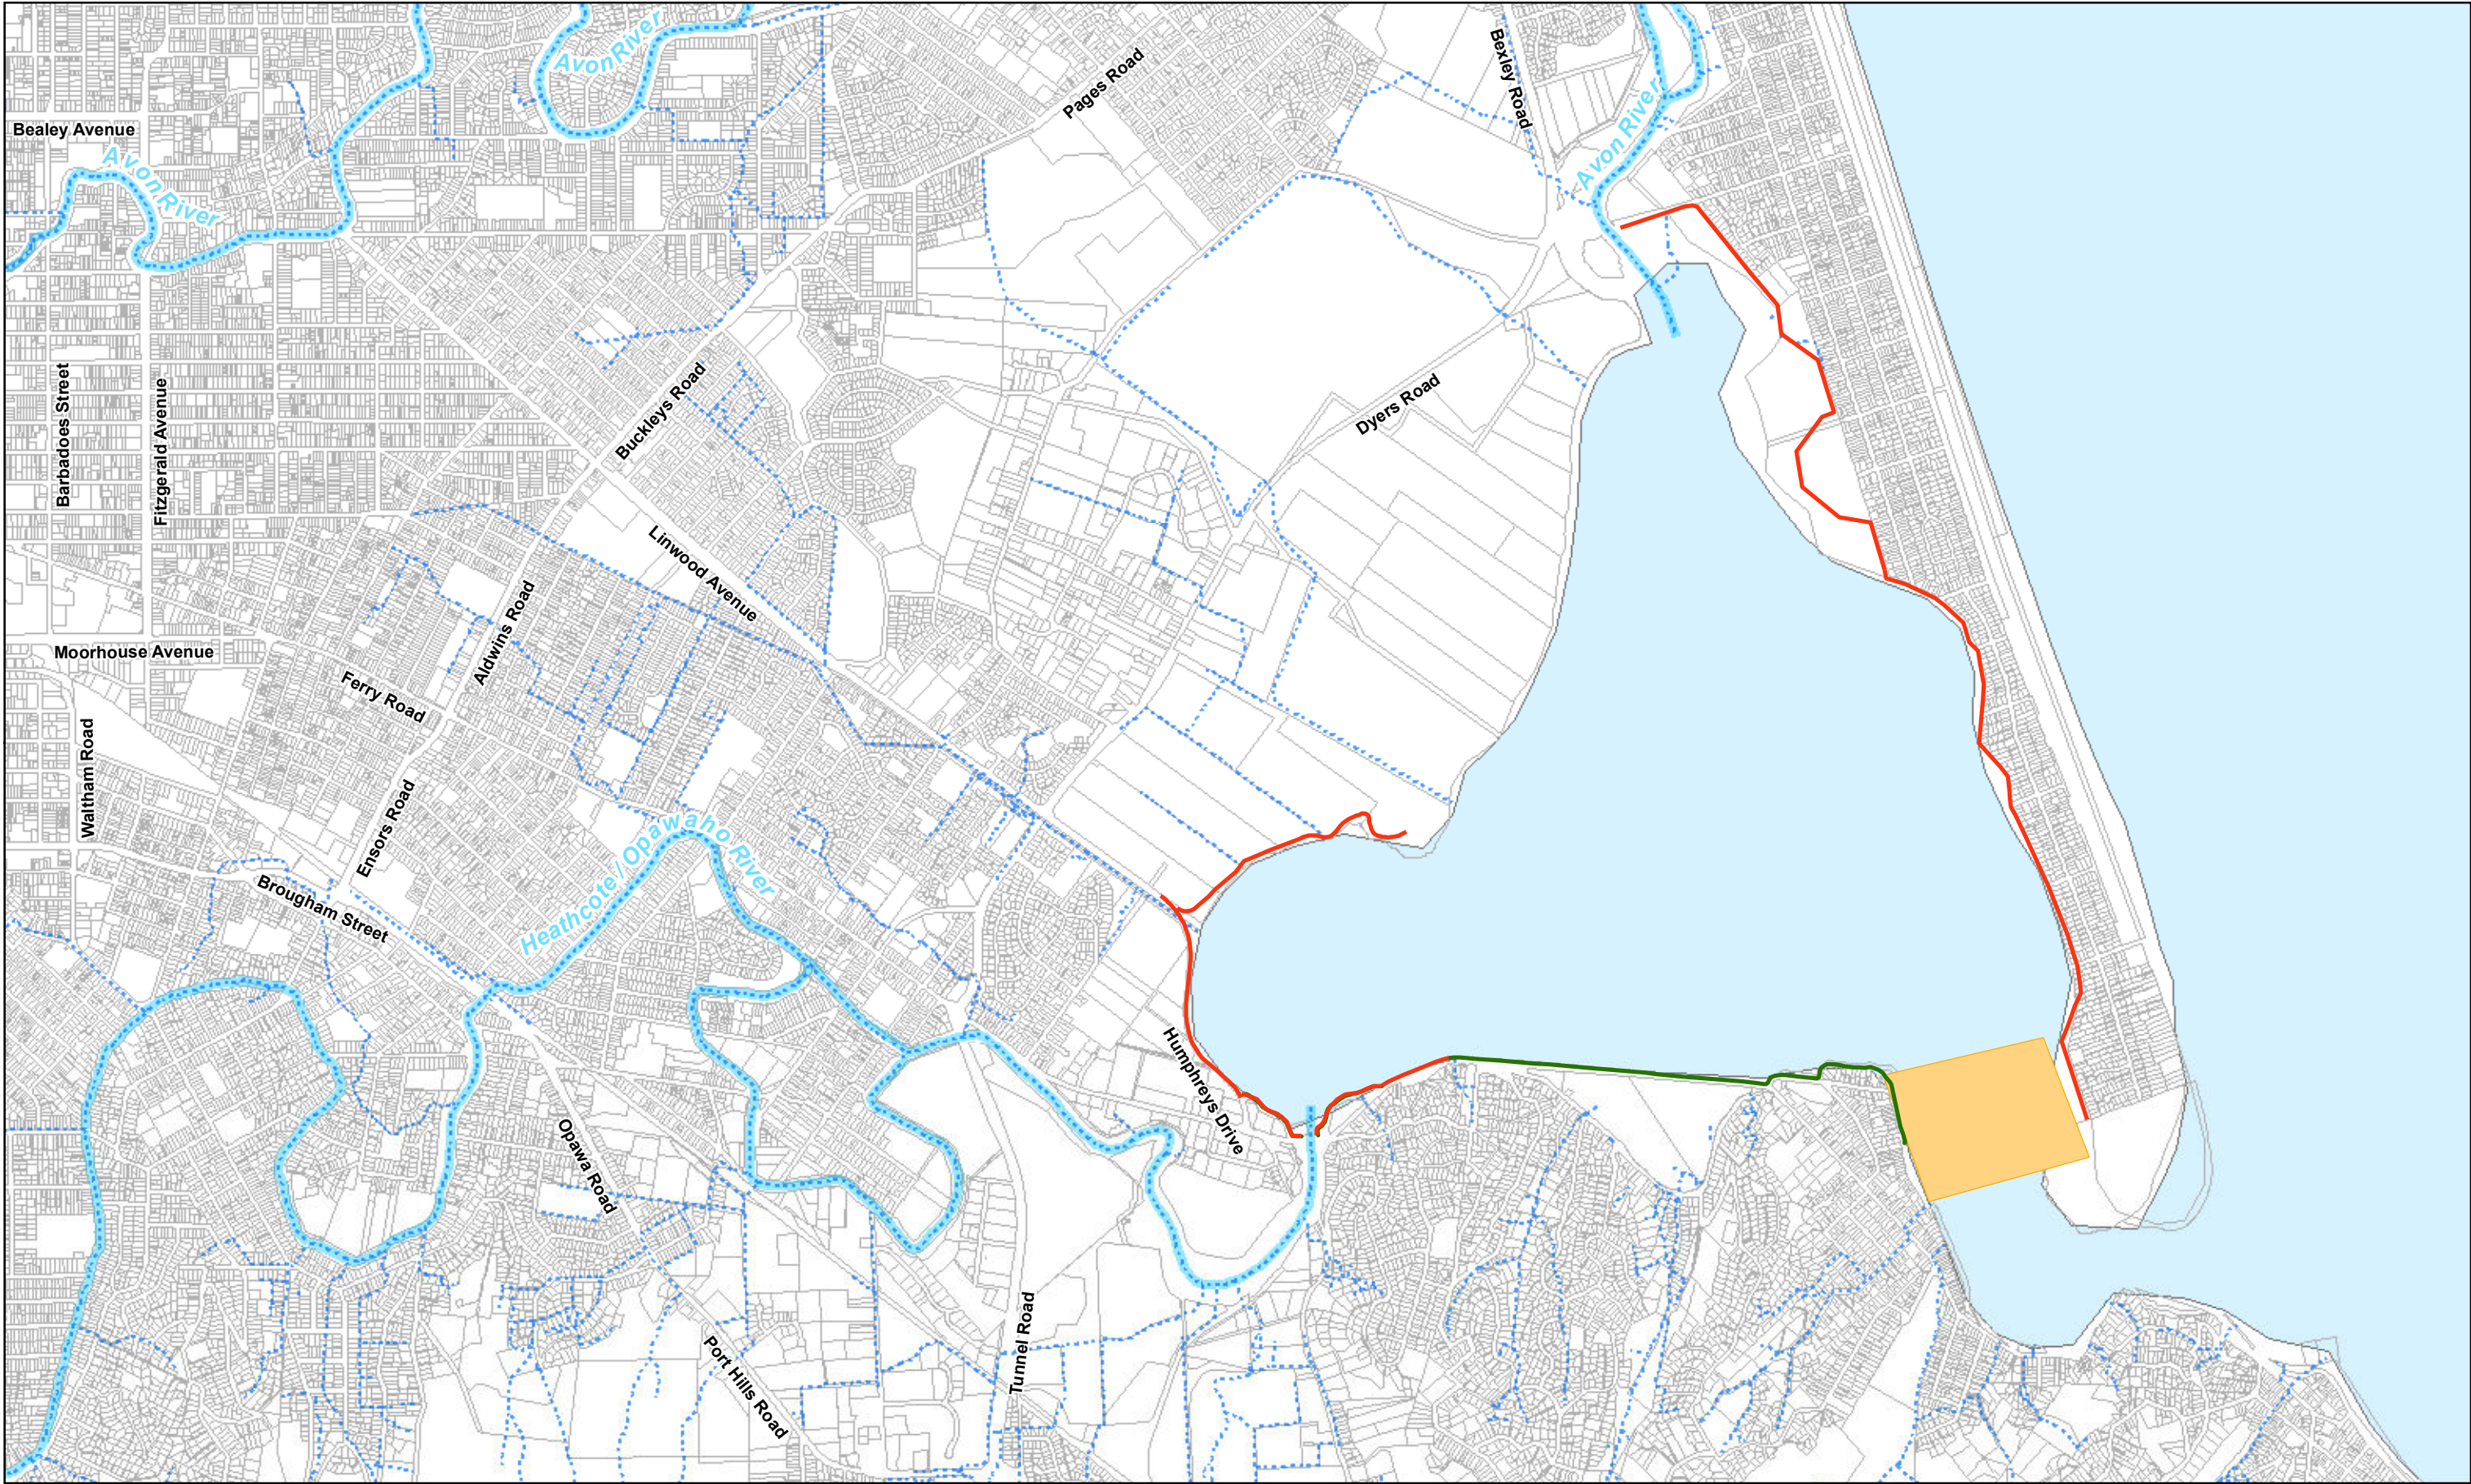 Avon River
Bexley Road
Pages Road
Bealey Avenue
Avon River
Avon River
Barbadoes Street
Fitzgerald Avenue
Buckleys Road
Dyers Road
Linwood Avenue
Aldwins Road
Moorhouse Avenue
Ferry Road
Waltham Road
Ensors Road
Heathcote / Opawaho River
Brougham Street
Humphreys Drive
Opawa Road
Tunnel Road
Port Hills Road